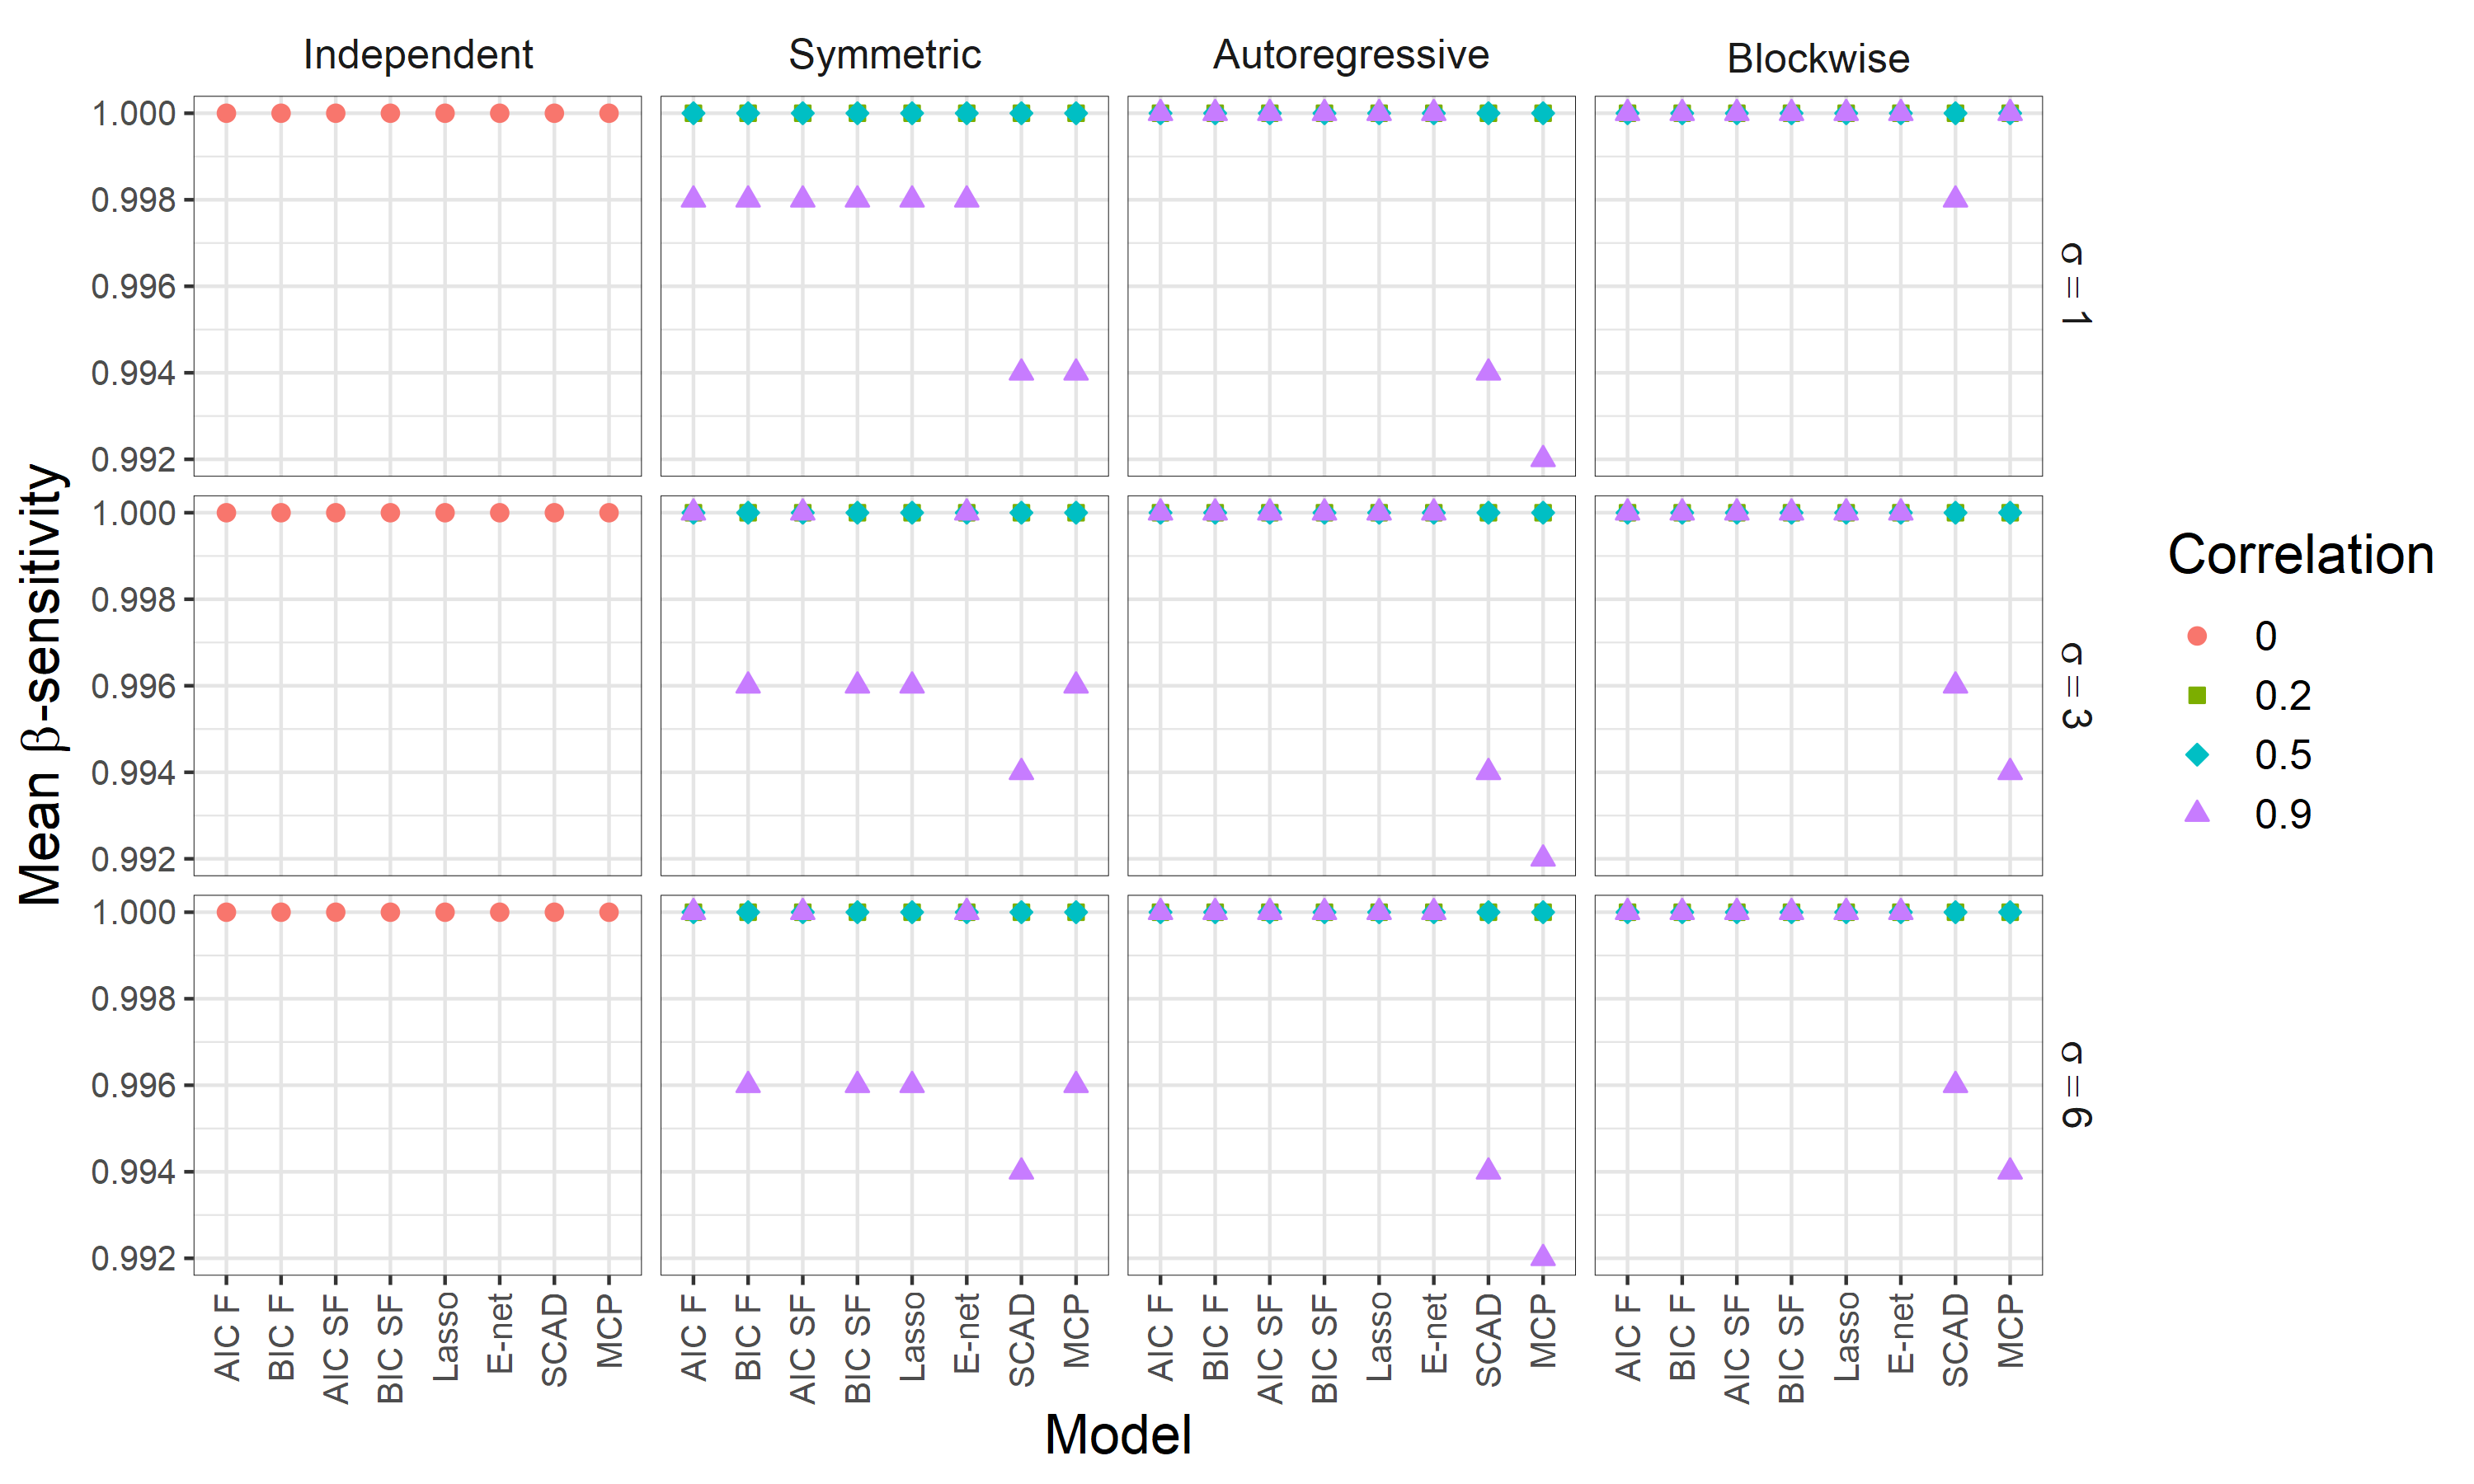 Independent
Symmetric
Autoregressive
Blockwise
1.000
0.998
0.996
0.994
0.992
σ = 1
1.000
0.998
0.996
0.994
0.992
σ = 3
1.000
0.998
0.996
0.994
0.992
σ = 6
Mean β-sensitivity
AIC F
BIC F
AIC SF
BIC SF
Lasso
E-net
SCAD
MCP
AIC F
BIC F
AIC SF
BIC SF
Lasso
E-net
SCAD
MCP
AIC F
BIC F
AIC SF
BIC SF
Lasso
E-net
SCAD
MCP
AIC F
BIC F
AIC SF
BIC SF
Lasso
E-net
SCAD
MCP
Model
Correlation
0
0.2
0.5
0.9